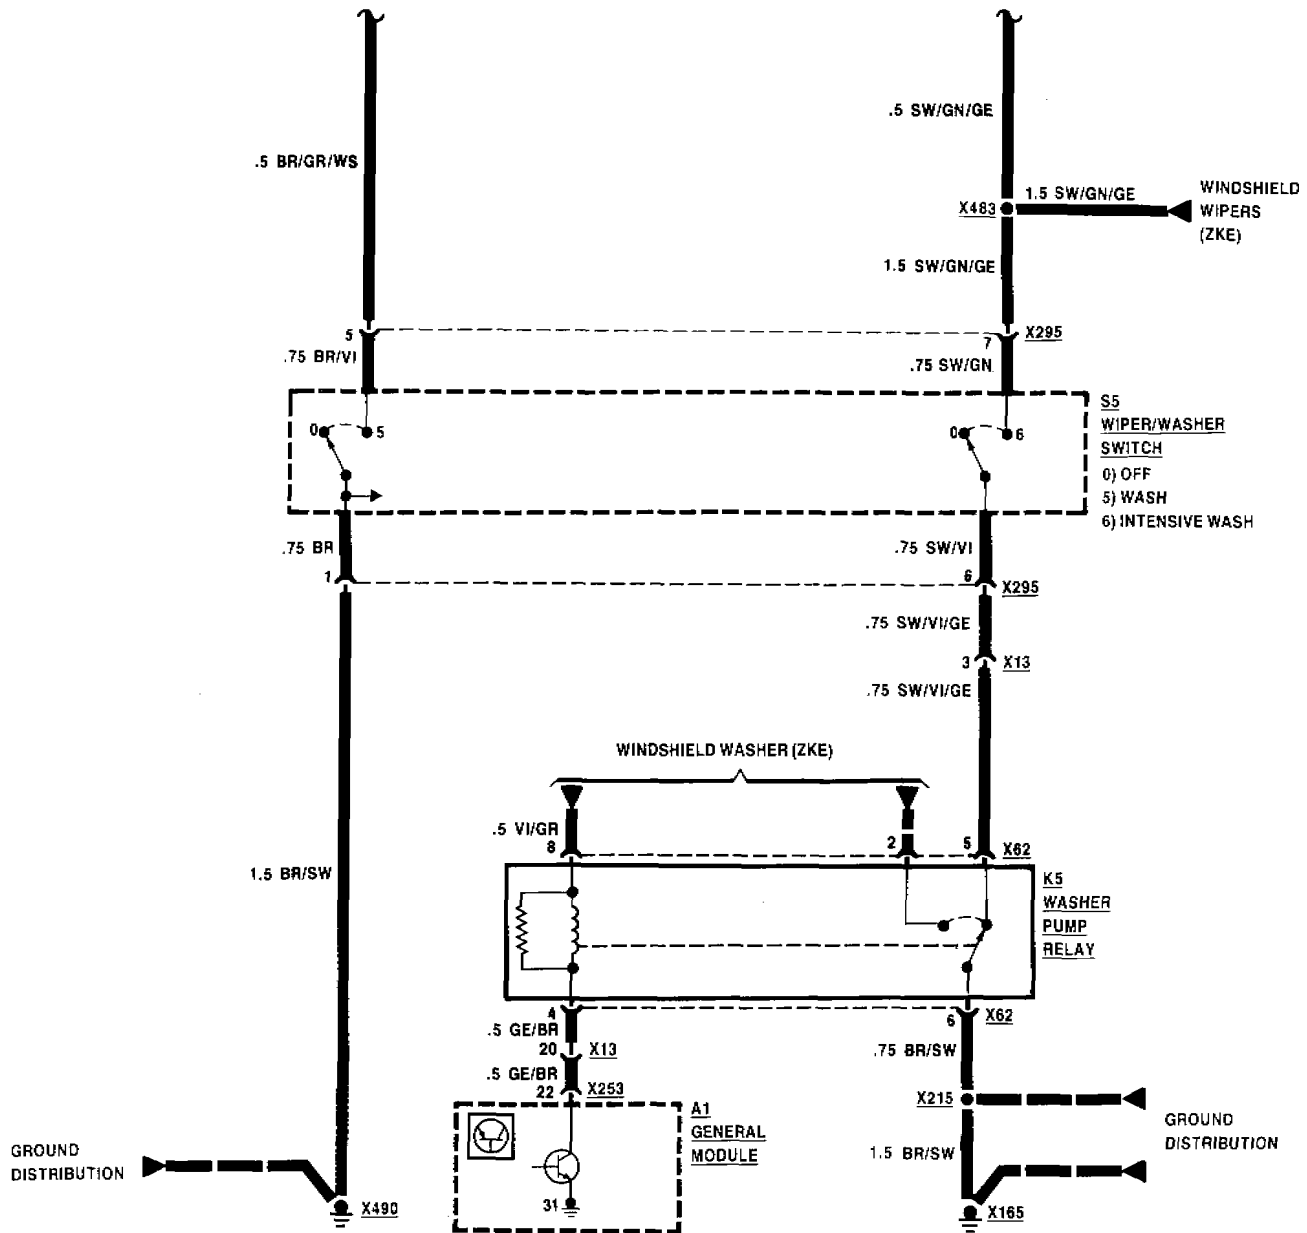 .5 SW/GN/GE
.5 BR/GR/WS
1.5 SW/GN/GE
X483
WINDSHIELD
WIPERS
(ZKE)
1.5 SW/GN/GE
5
7
X295
.75 BR/VI
.75 SW/GN
S5
WIPER/WASHER
SWITCH
0) OFF
5) WASH
6) INTENSIVE WASH
0
5
0
6
.75 BR
.75 SW/VI
1
6
X295
.75 SW/VI/GE
3
X13
.75 SW/VI/GE
WINDSHIELD WASHER (ZKE)
.5 VI/GR
8
2
5
X62
1.5 BR/SW
K5
WASHER
PUMP
RELAY
4
6
X62
.5 GE/BR
.75 BR/SW
20
X13
.5 GE/BR
22
X253
X215
A1
GENERAL
MODULE
GROUND
DISTRIBUTION
1.5 BR/SW
GROUND
DISTRIBUTION
31
X490
X165